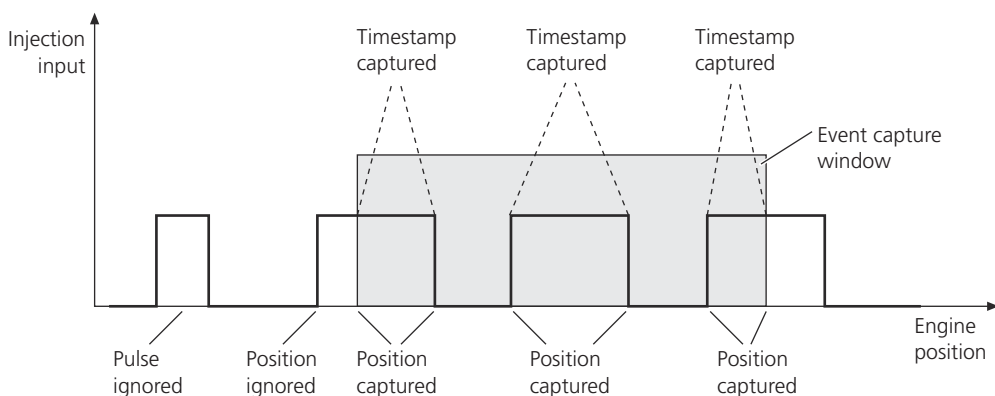 Injection
input
Timestamp
captured
Timestamp
captured
Timestamp
captured
Event capture
window
Engine
position
Pulse
ignored
Position
ignored
Position
captured
Position
captured
Position
captured